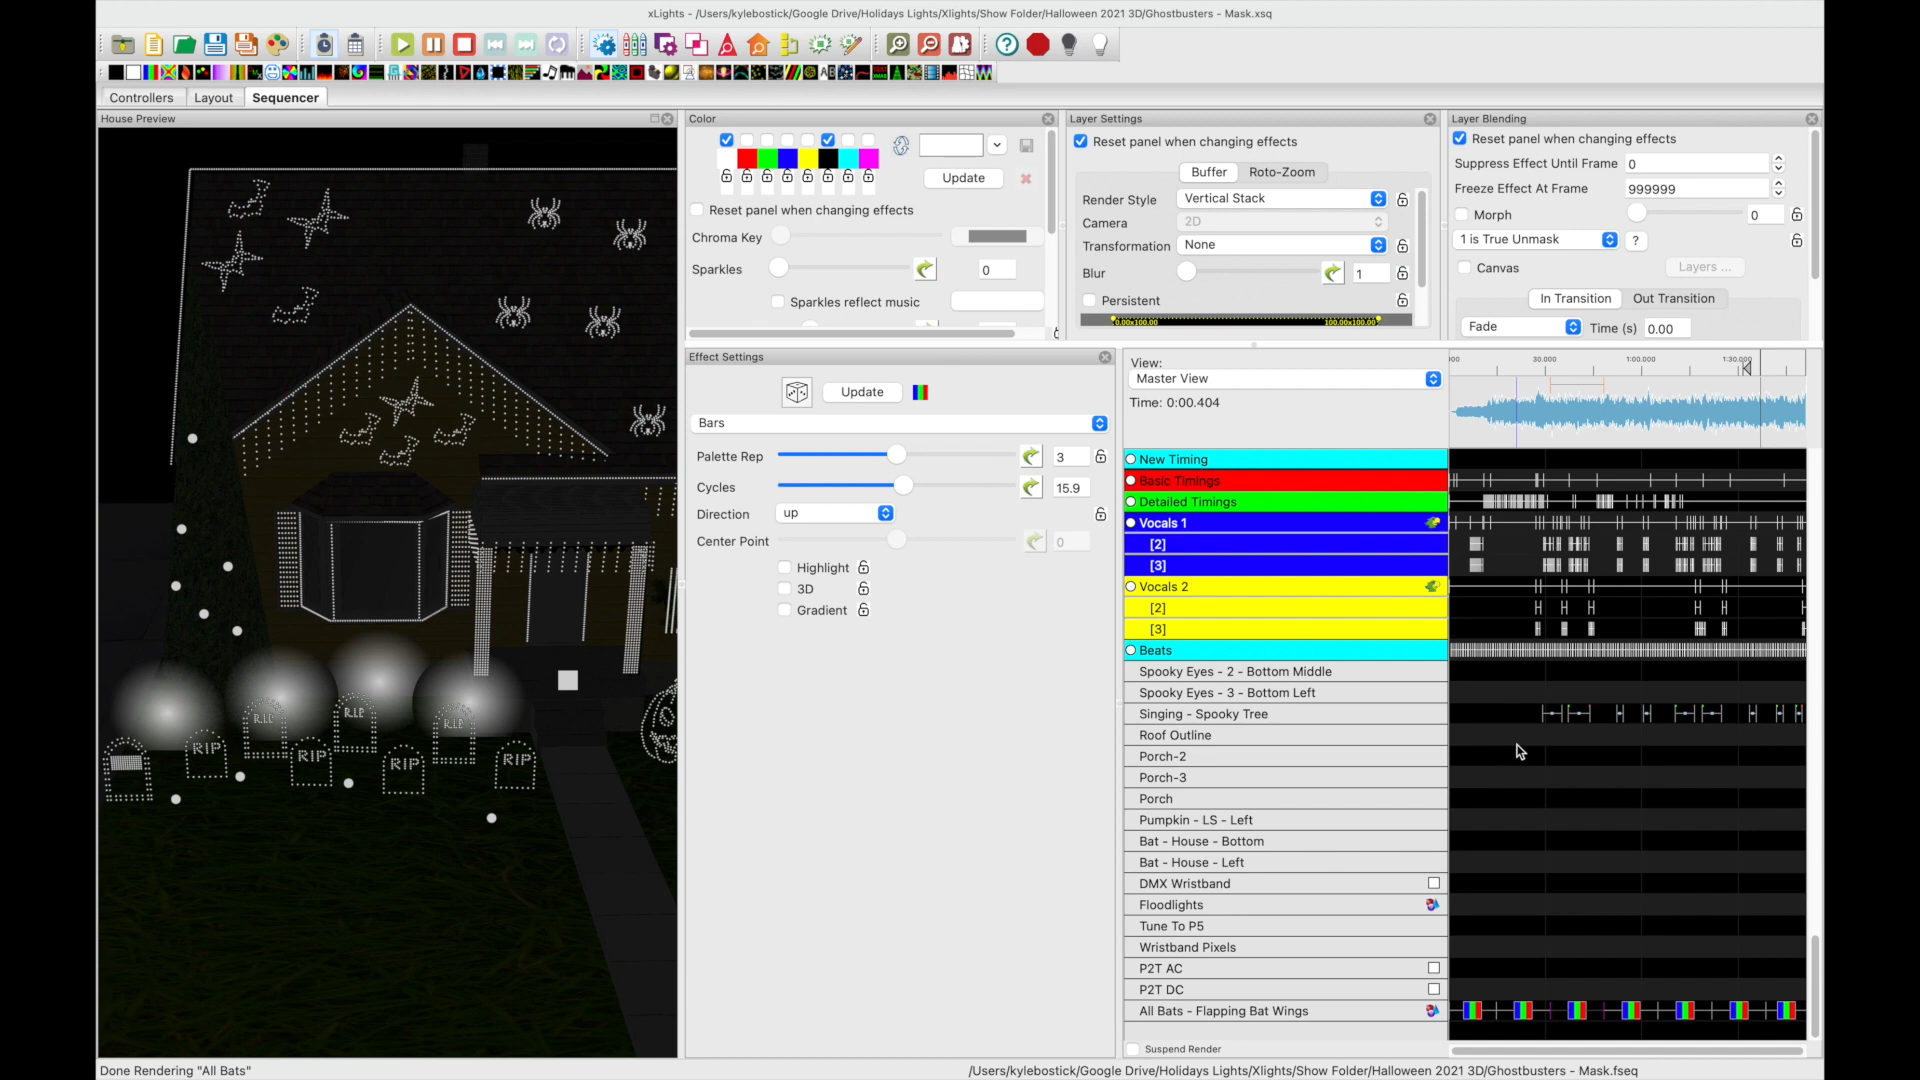 xLights - /Users/kylebostick/Google Drive/Holidays Lights/Xlights/Show Folder/Halloween 2021 3D/Ghostbusters - Mask.xsq
Controllers Layout Sequencer
House Preview
RIP
RIP
R.I.P
RIP
R.I.P
RIP
R.I.P
RIP
Color
Update
Reset panel when changing effects
Chroma Key
Sparkles 0
Sparkles reflect music
Layer Settings
Reset panel when changing effects
Buffer Roto-Zoom
Render Style Vertical Stack
Camera 2D
Transformation None
Blur 1
Persistent
0.00x100.00 100.00x100.00
Layer Blending
Reset panel when changing effects
Suppress Effect Until Frame 0
Freeze Effect At Frame 999999
Morph 0
1 is True Unmask ?
Canvas Layers ...
In Transition Out Transition
Fade Time (s) 0.00
Effect Settings
Update
Bars
Palette Rep 3
Cycles 15.9
Direction up
Center Point 0
Highlight
3D
Gradient
View:
Master View
Time: 0:00.404
30.000 1:00.000 1:30.000
New Timing
Basic Timings
Detailed Timings
Vocals 1
[2]
[3]
Vocals 2
[2]
[3]
Beats
Spooky Eyes - 2 - Bottom Middle
Spooky Eyes - 3 - Bottom Left
Singing - Spooky Tree
Roof Outline
Porch-2
Porch-3
Porch
Pumpkin - LS - Left
Bat - House - Bottom
Bat - House - Left
DMX Wristband
Floodlights
Tune To P5
Wristband Pixels
P2T AC
P2T DC
All Bats - Flapping Bat Wings
Suspend Render
Done Rendering "All Bats"
/Users/kylebostick/Google Drive/Holidays Lights/Xlights/Show Folder/Halloween 2021 3D/Ghostbusters - Mask.fseq